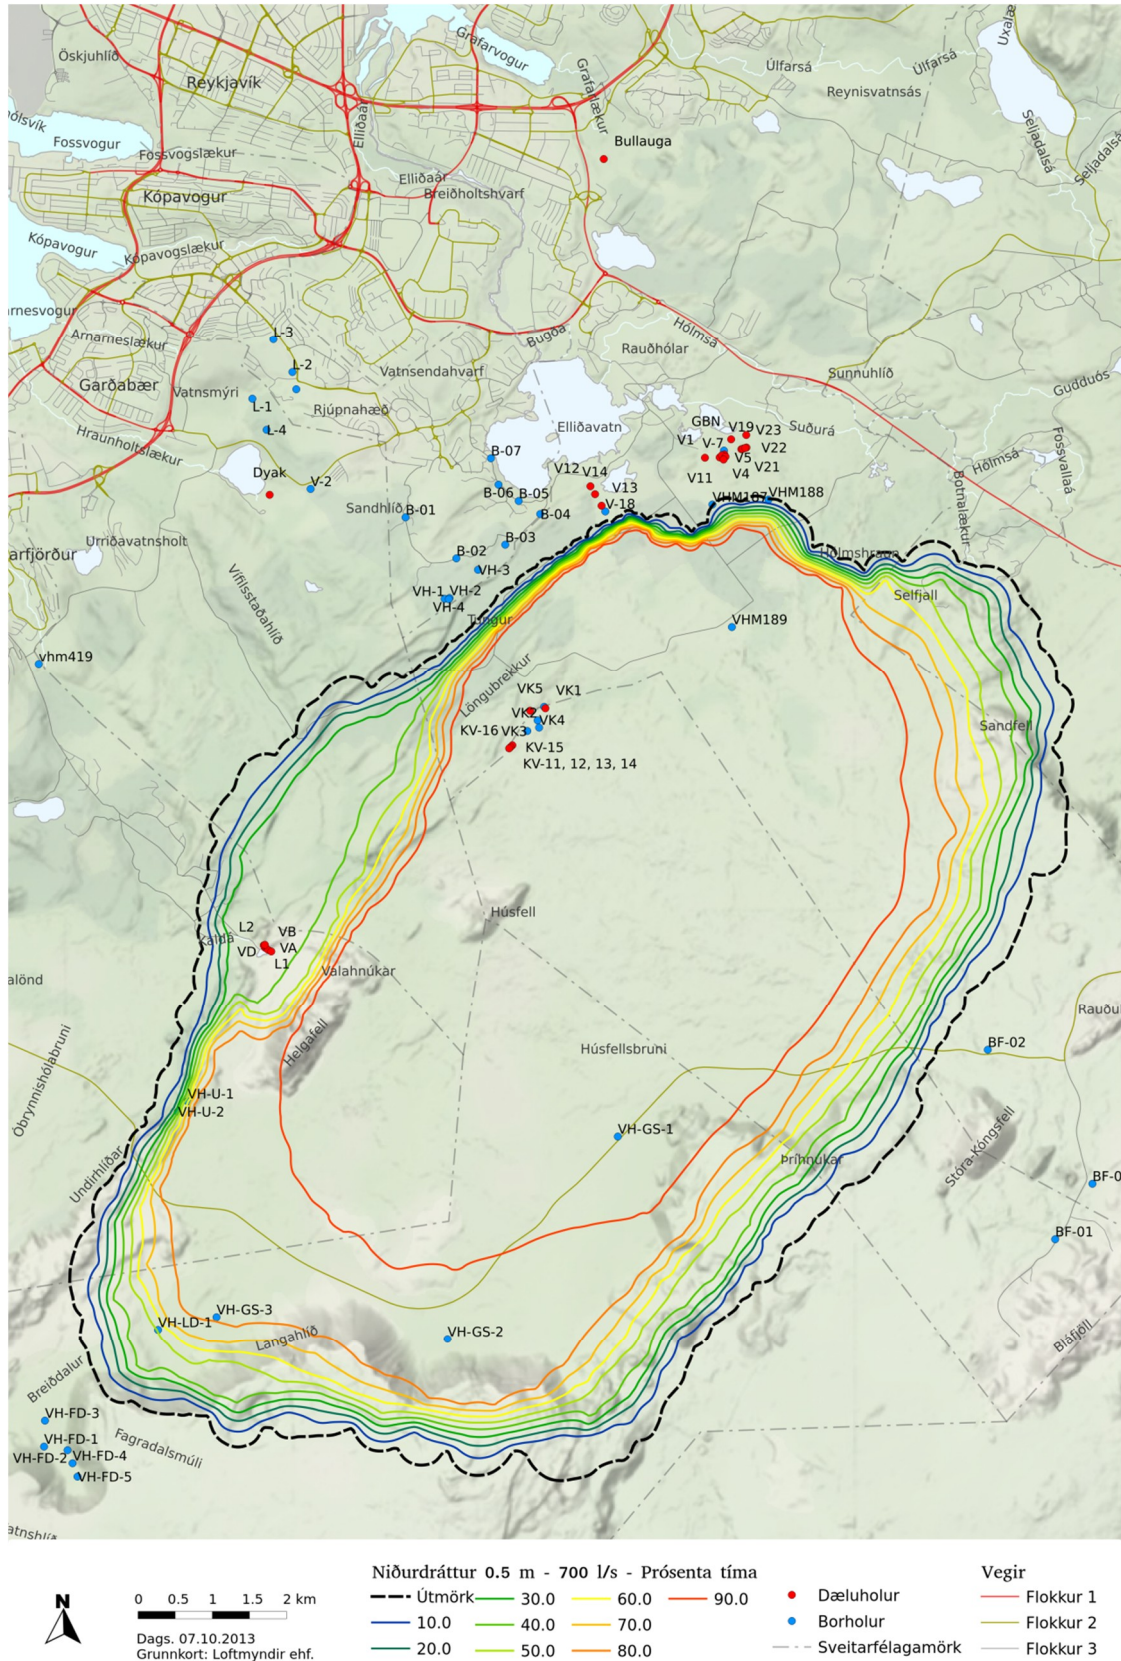 Öskjuhlíð
Reykjavík
Grafarvogur
Grafarlækur
Úlfarsá
Úlfarsá
Reynisvatnsás
Seljadalsá
Fossvogur
Fossvogslækur
Elliðaár
Bullauga
Elliðaár
Breiðholtshvarf
Kópavogur
Kópavogur
Kópavogslækur
Arnarneslækur
L-3
Bugða
Rauðhólar
Hólmsá
Garðabær
Vatnsmýri
L-2
Vatnsendahvarf
Sunnuhlíð
Gudduós
L-1
Rjúpnahæð
L-4
Elliðavatn
GBN
V19
V23
Suðurá
Hraunholtslækur
V1
V-7
V22
V5
V21
V4
V11
Hólmsá
Fossvallaá
Botnalækur
B-07
V12
V14
V13
V-18
Dyak
V-2
B-06
B-05
B-04
Sandhlíð
B-01
VHM187
VHM188
Hólmshraun
Urriðavatnsholt
B-03
B-02
VH-3
VH-1
VH-2
VH-4
Tungur
Selfjall
VHM189
Vífilsstaðahlíð
vhm419
Löngubrekkur
VK5
VK1
VK2
VK4
KV-16
VK3
KV-15
KV-11, 12, 13, 14
Sandfell
Húsfell
L2
VB
Kaldá
VD
VA
L1
Valahnúkar
Helgafell
Húsfellsbruni
BF-02
Óbrynnishólabruni
VH-U-1
VH-U-2
VH-GS-1
Undirhlíðar
Þríhnúkar
Stóra-Kóngsfell
BF-01
Bláfjöll
VH-GS-3
VH-LD-1
Langahlíð
VH-GS-2
Breiðdalur
VH-FD-3
VH-FD-1
VH-FD-2
VH-FD-4
VH-FD-5
Fagradalsmúli
Niðurdráttur 0.5 m - 700 l/s - Prósenta tíma
Vegir
Útmörk
30.0
60.0
90.0
Dæluholur
Flokkur 1
10.0
40.0
70.0
Borholur
Flokkur 2
20.0
50.0
80.0
Sveitarfélagamörk
Flokkur 3
N
0 0.5 1 1.5 2 km
Dags. 07.10.2013
Grunnkort: Loftmyndir ehf.